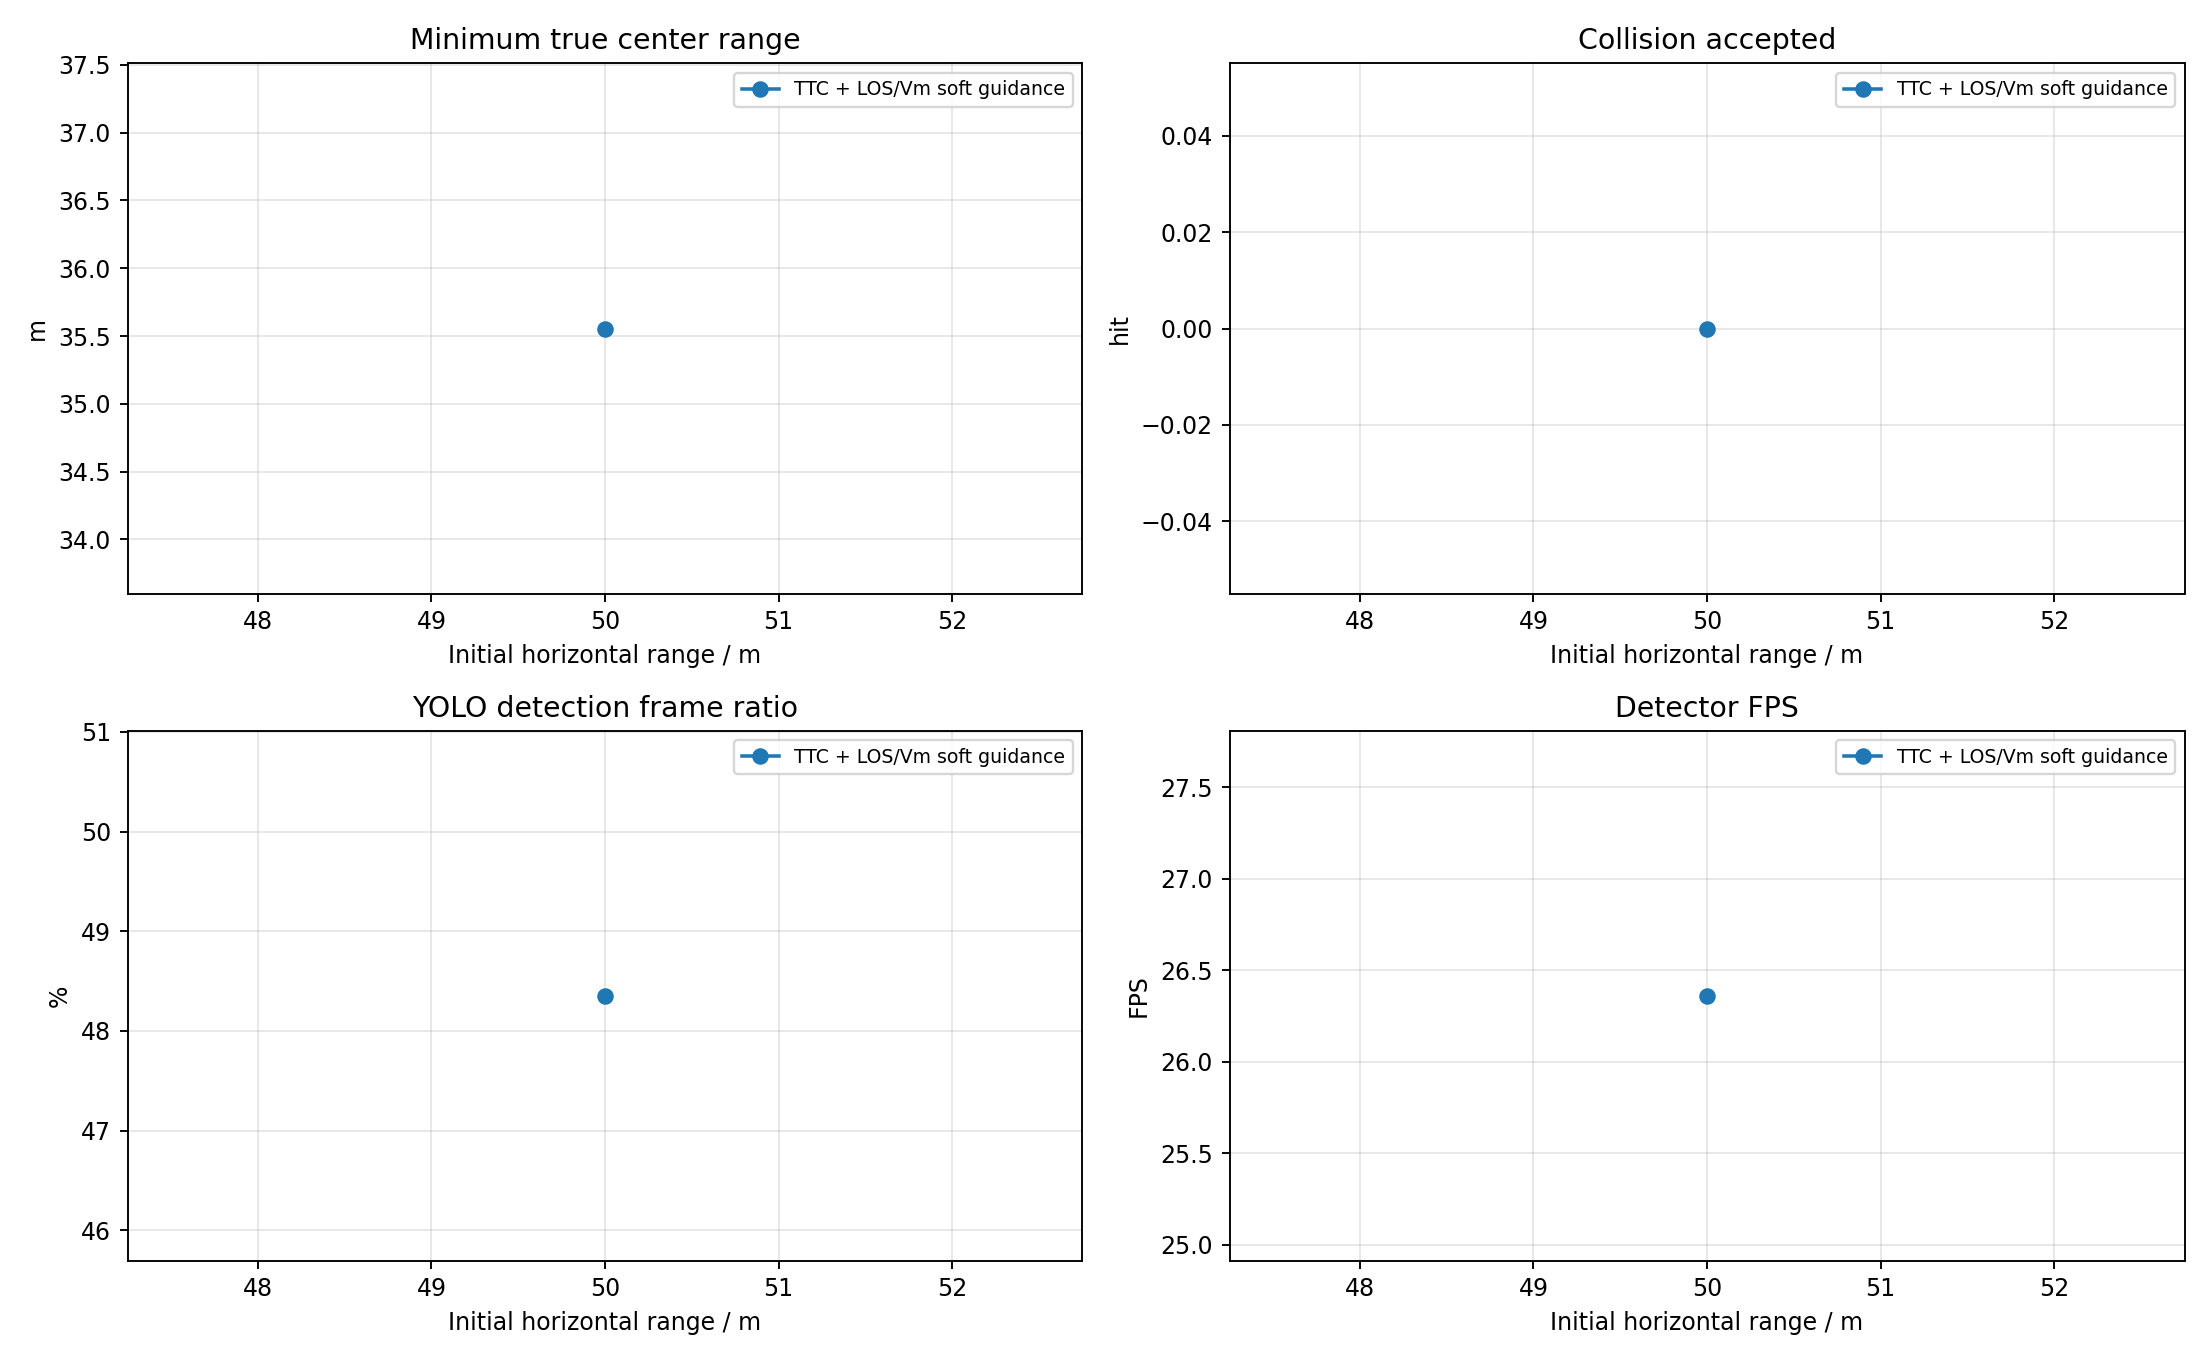 Minimum true center range
37.5
37.0
36.5
36.0
35.5
35.0
34.5
34.0
m
TTC + LOS/Vm soft guidance
48 49 50 51 52
Initial horizontal range / m
Collision accepted
0.04
0.02
0.00
−0.02
−0.04
hit
TTC + LOS/Vm soft guidance
48 49 50 51 52
Initial horizontal range / m
YOLO detection frame ratio
51
50
49
48
47
46
%
TTC + LOS/Vm soft guidance
48 49 50 51 52
Initial horizontal range / m
Detector FPS
27.5
27.0
26.5
26.0
25.5
25.0
FPS
TTC + LOS/Vm soft guidance
48 49 50 51 52
Initial horizontal range / m